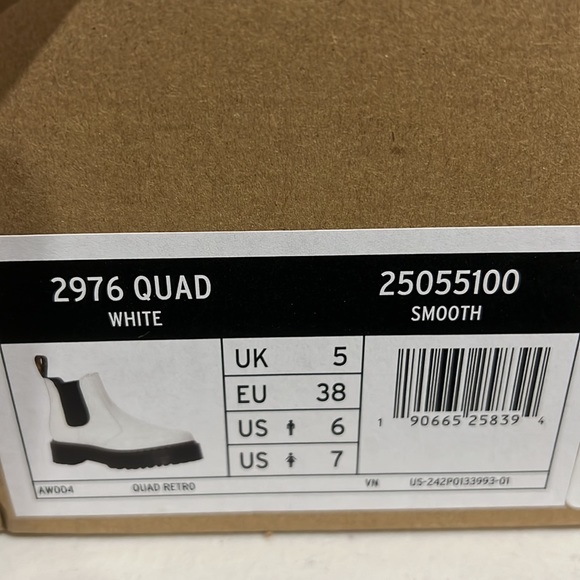 2976 QUAD
WHITE
25055100
SMOOTH
UK 5
EU 38
US 6
US 7
1 90665 25839 4
AW004 QUAD RETRO VN US-242P0133993-01